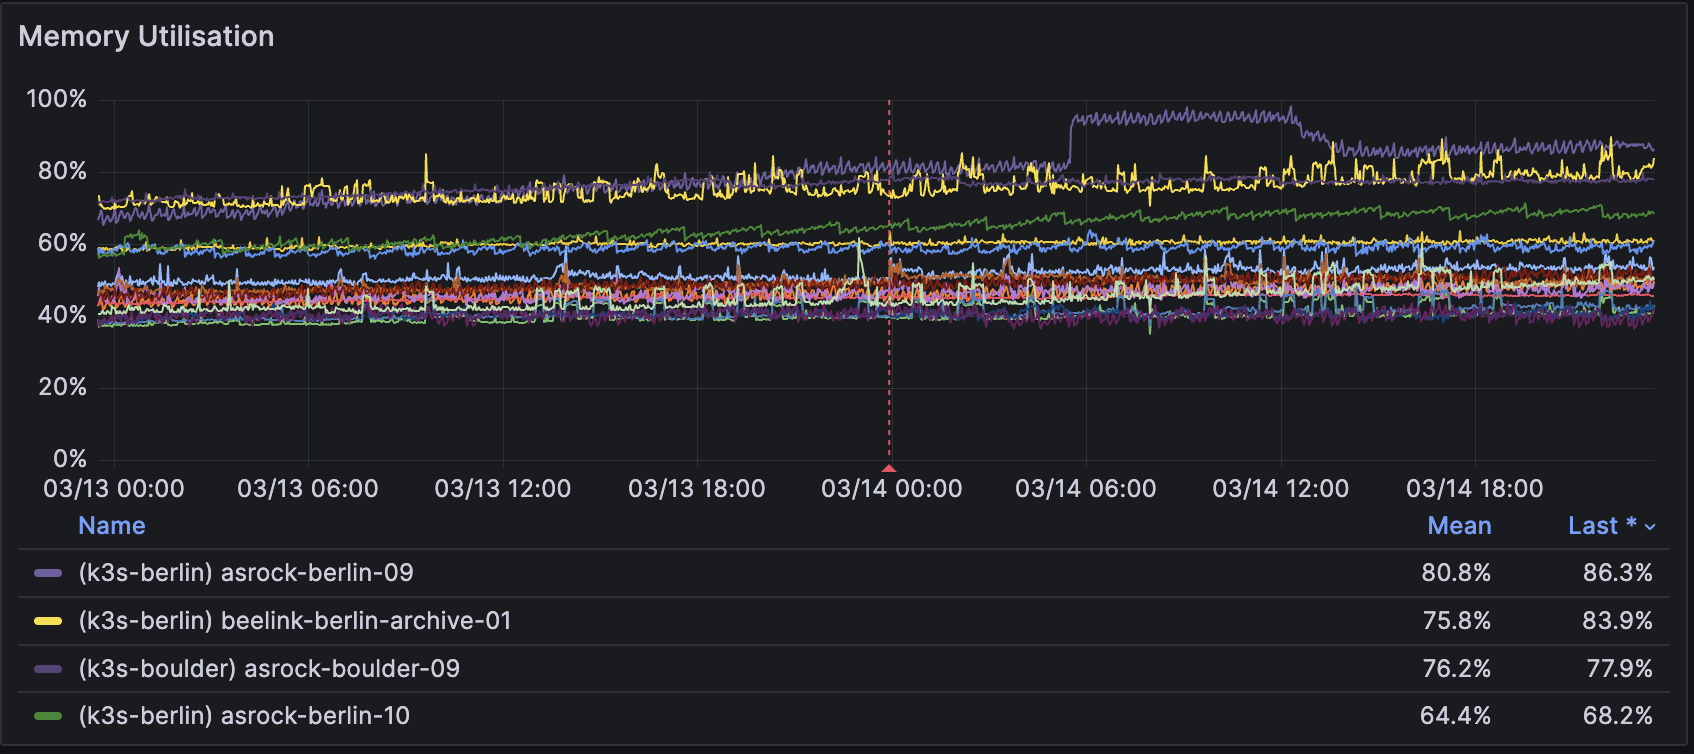 Memory Utilisation
100%
80%
60%
40%
20%
0%
03/13 00:00 03/13 06:00 03/13 12:00 03/13 18:00 03/14 00:00 03/14 06:00 03/14 12:00 03/14 18:00
Name Mean Last *
(k3s-berlin) asrock-berlin-09 80.8% 86.3%
(k3s-berlin) beelink-berlin-archive-01 75.8% 83.9%
(k3s-boulder) asrock-boulder-09 76.2% 77.9%
(k3s-berlin) asrock-berlin-10 64.4% 68.2%